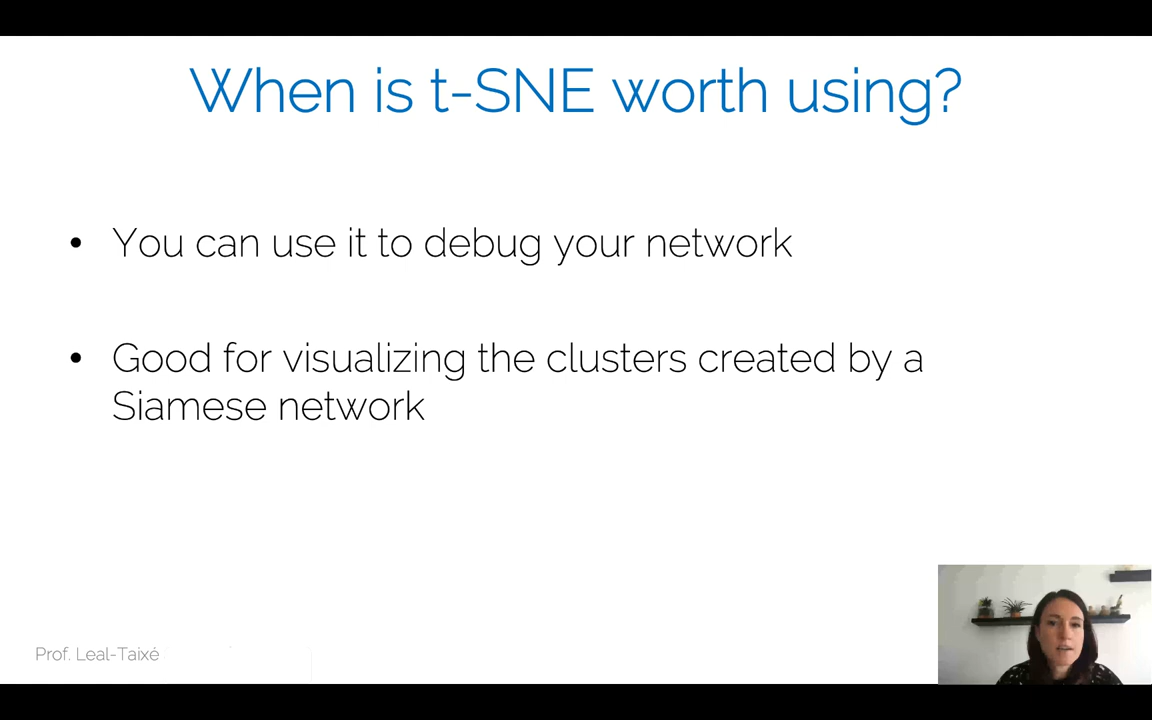 When is t-SNE worth using?
• You can use it to debug your network
• Good for visualizing the clusters created by a
Siamese network
Prof. Leal-Taixé